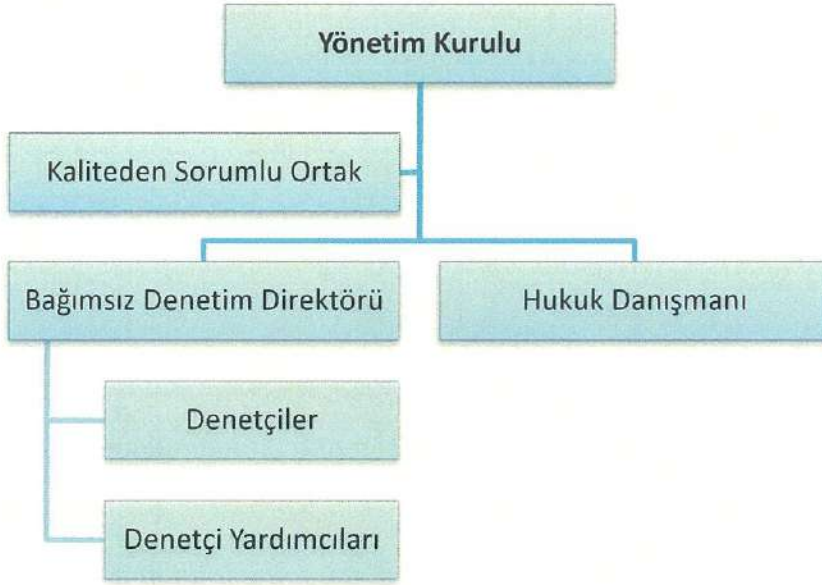 Yönetim Kurulu
Kaliteden Sorumlu Ortak
Bağımsız Denetim Direktörü
Hukuk Danışmanı
Denetçiler
Denetçi Yardımcıları